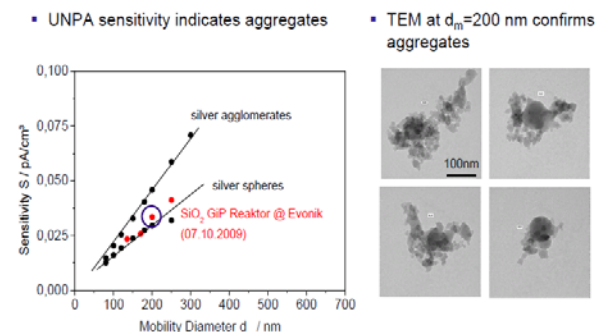 UNPA sensitivity indicates aggregates
TEM at dm=200 nm confirms
aggregates
0,100
0,075
0,050
0,025
0,000
Sensitivity S / pA/cm³
silver agglomerates
silver spheres
SiO2 GiP Reaktor @ Evonik
(07.10.2009)
0 100 200 300 400 500 600 700
Mobility Diameter d / nm
100nm